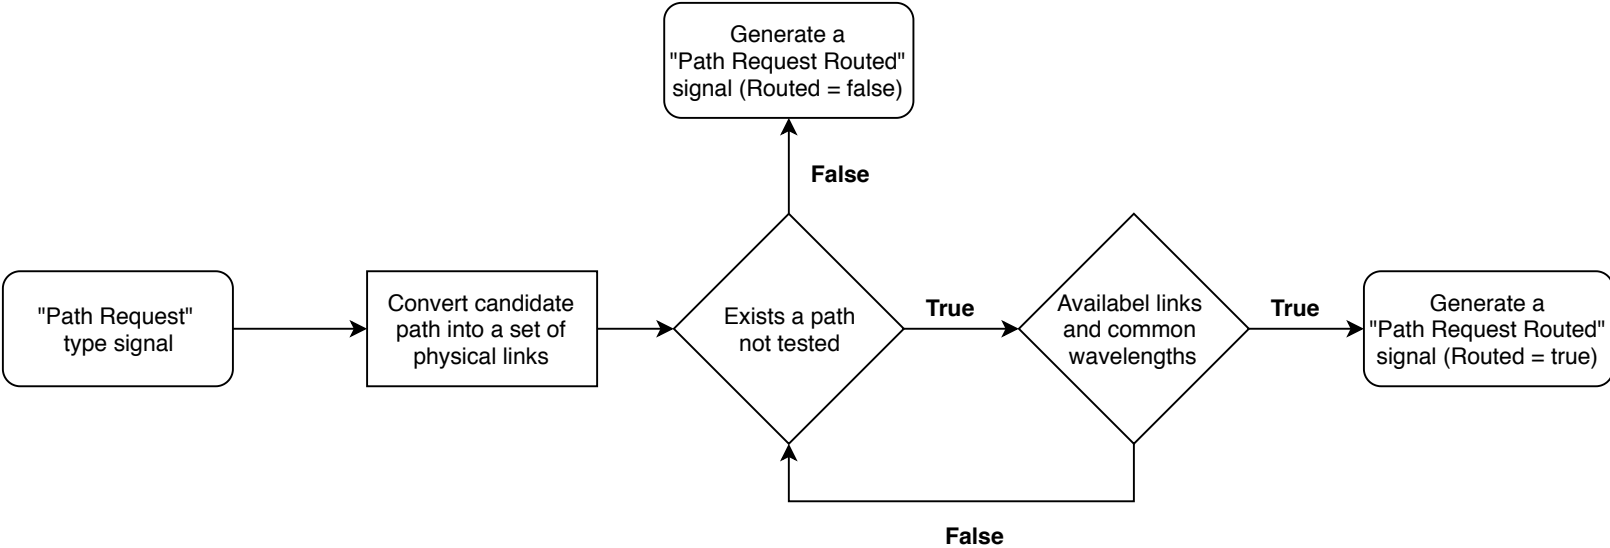 Generate a
"Path Request Routed"
signal (Routed = false)
False
"Path Request"
type signal
Convert candidate
path into a set of
physical links
Exists a path
not tested
True
Availabel links
and common
wavelengths
True
Generate a
"Path Request Routed"
signal (Routed = true)
False